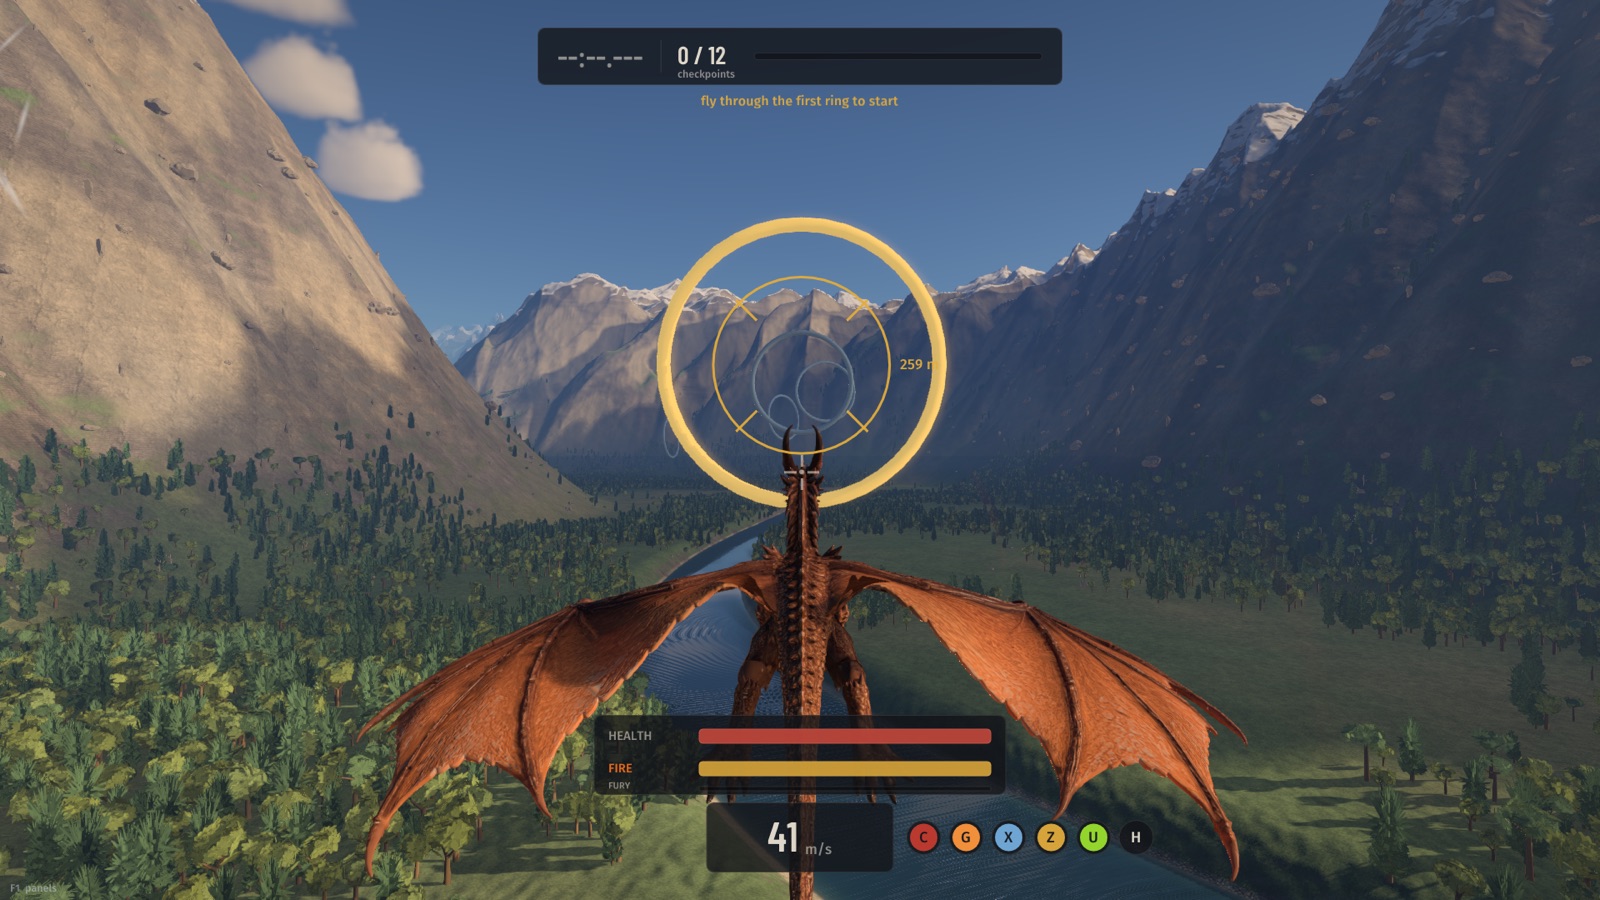 --:--.---
0 / 12
checkpoints
fly through the first ring to start
259 m
HEALTH
FIRE
FURY
41 m/s
C G X Z U H
F1 panels